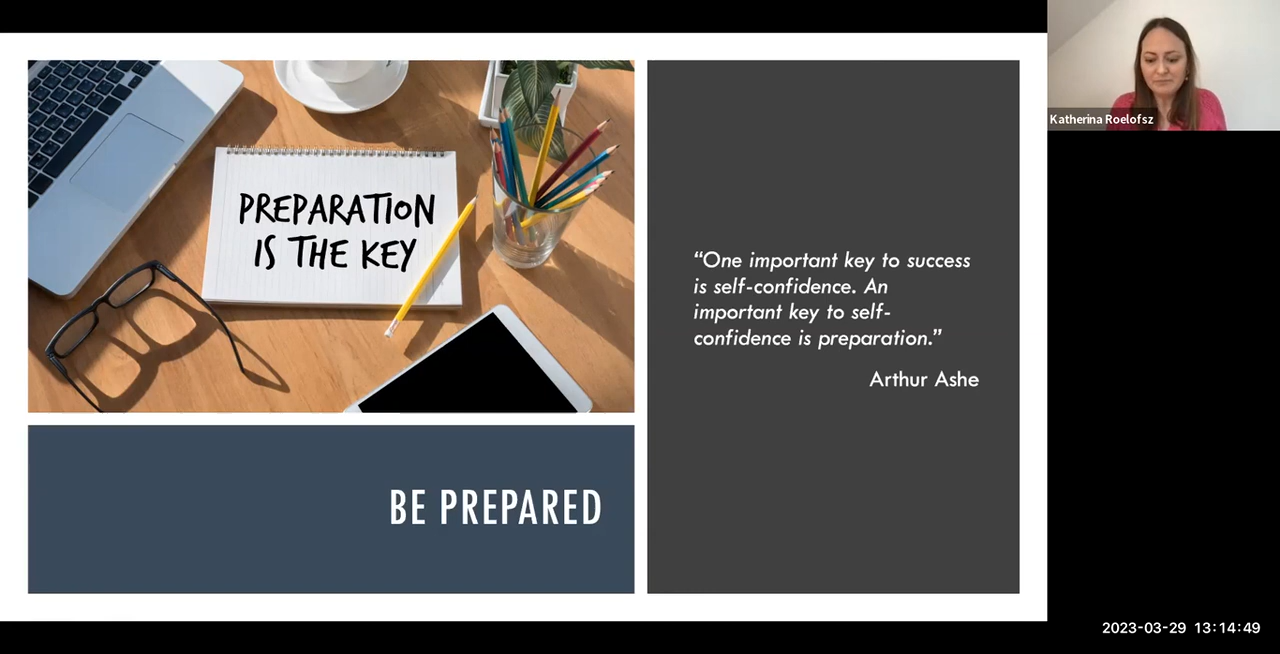 PREPARATION
IS THE KEY
BE PREPARED
“One important key to success
is self-confidence. An
important key to self-
confidence is preparation.”
Arthur Ashe
Katherina Roelofsz
2023-03-29 13:14:49